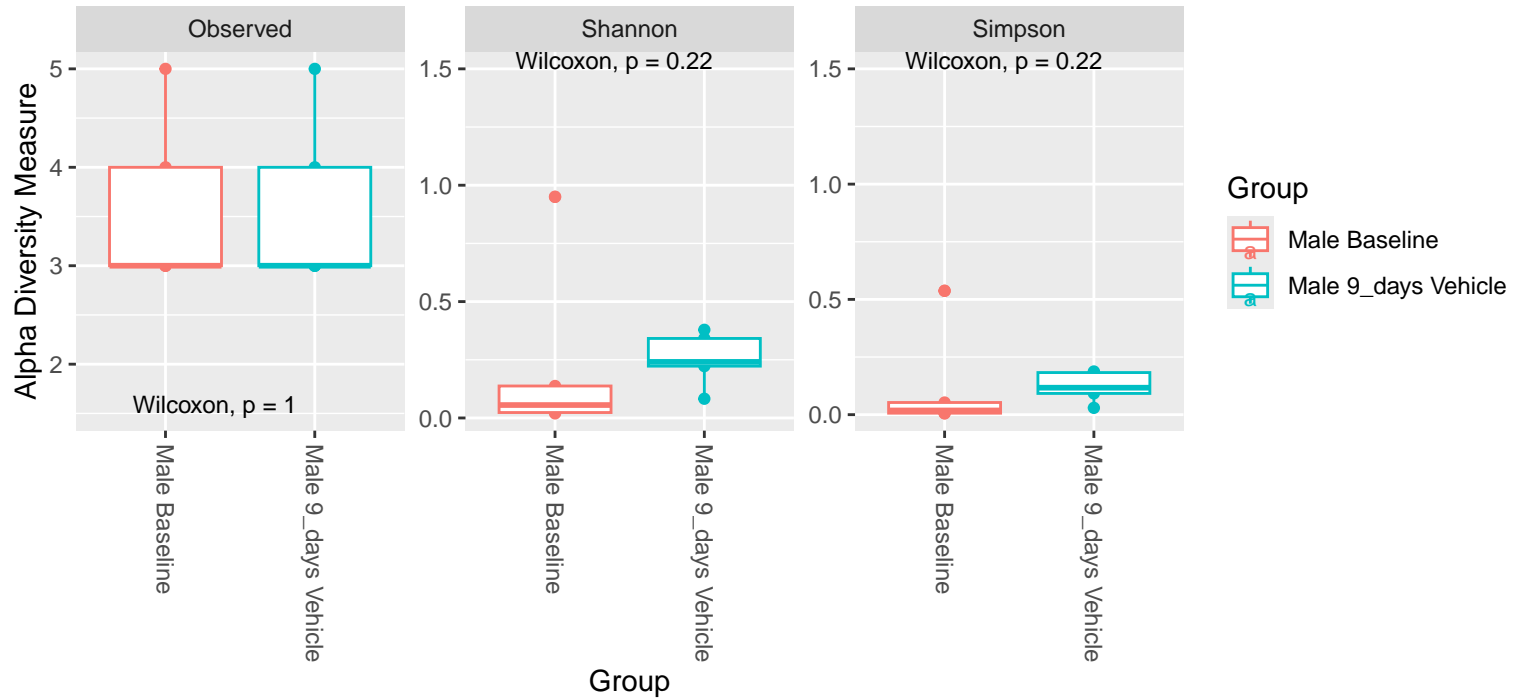 Observed
Shannon
Simpson
Alpha Diversity Measure
5
4
3
2
Wilcoxon, p = 1
1.5
1.0
0.5
0.0
Wilcoxon, p = 0.22
1.5
1.0
0.5
0.0
Wilcoxon, p = 0.22
Male Baseline
Male 9_days Vehicle
Male Baseline
Male 9_days Vehicle
Male Baseline
Male 9_days Vehicle
Group
Group
a
Male Baseline
a
Male 9_days Vehicle